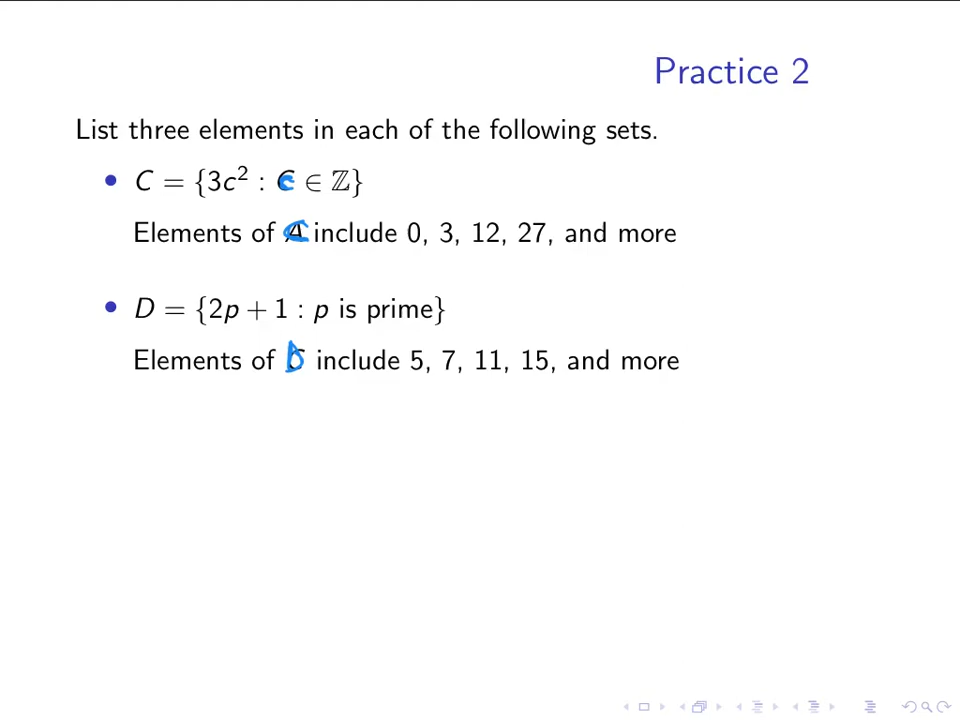 Practice 2
List three elements in each of the following sets.
• C = {3c² : c ∈ ℤ}
Elements of C include 0, 3, 12, 27, and more
• D = {2p + 1 : p is prime}
Elements of D include 5, 7, 11, 15, and more